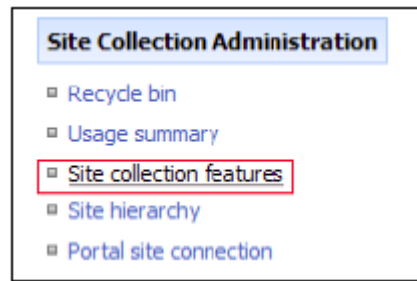 Site Collection Administration
Recycle bin
Usage summary
Site collection features
Site hierarchy
Portal site connection